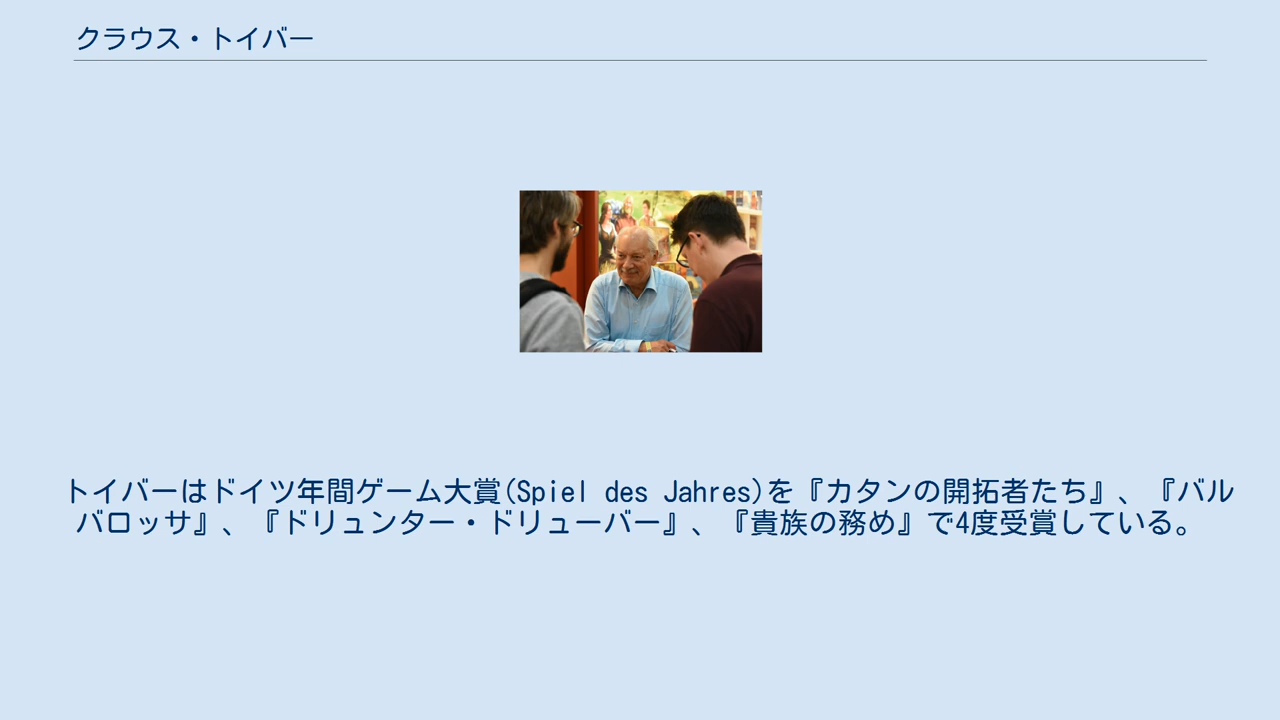 クラウス・トイバー
トイバーはドイツ年間ゲーム大賞(Spiel des Jahres)を『カタンの開拓者たち』、『バル
バロッサ』、『ドリュンター・ドリューバー』、『貴族の務め』で4度受賞している。